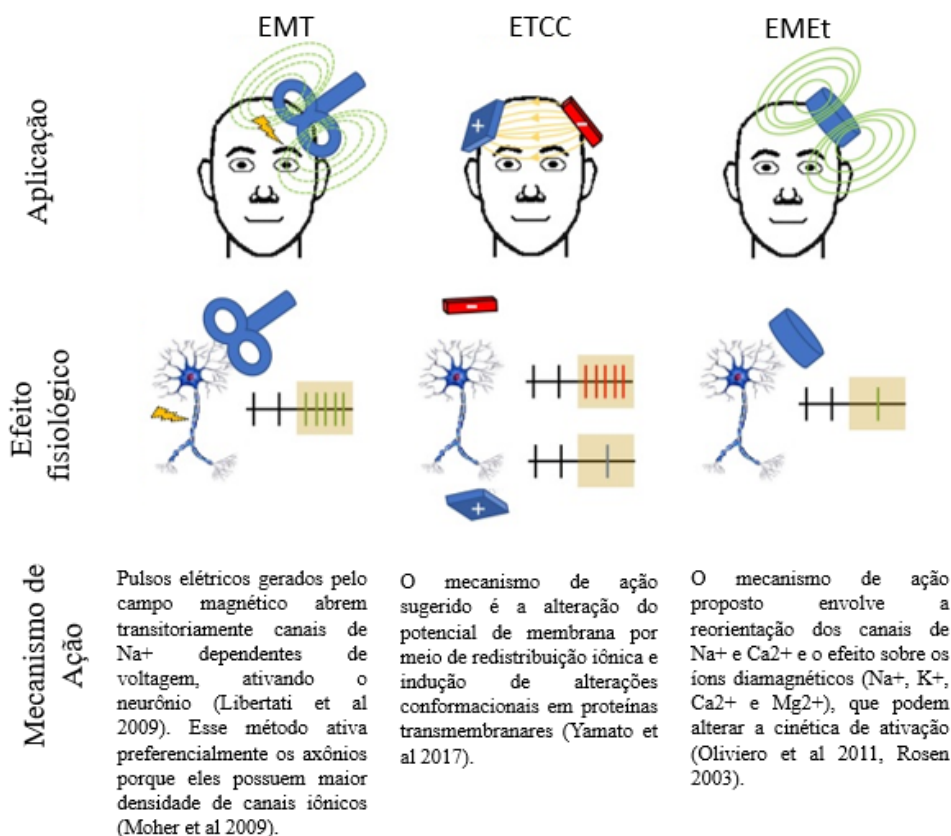 EMT
ETCC
EMEt
Aplicação
+
-
Efeito
fisiológico
-
+
Mecanismo de
Ação
Pulsos elétricos gerados pelo
campo magnético abrem
transitoriamente canais de
Na+ dependentes de
voltagem, ativando o
neurônio (Libertati et al
2009). Esse método ativa
preferencialmente os axônios
porque eles possuem maior
densidade de canais iônicos
(Moher et al 2009).
O mecanismo de ação
sugerido é a alteração do
potencial de membrana por
meio de redistribuição iônica e
indução de alterações
conformacionais em proteínas
transmembranares (Yamato et
al 2017).
O mecanismo de ação
proposto envolve a
reorientação dos canais de
Na+ e Ca2+ e o efeito sobre os
íons diamagnéticos (Na+, K+,
Ca2+ e Mg2+), que podem
alterar a cinética de ativação
(Oliviero et al 2011, Rosen
2003).